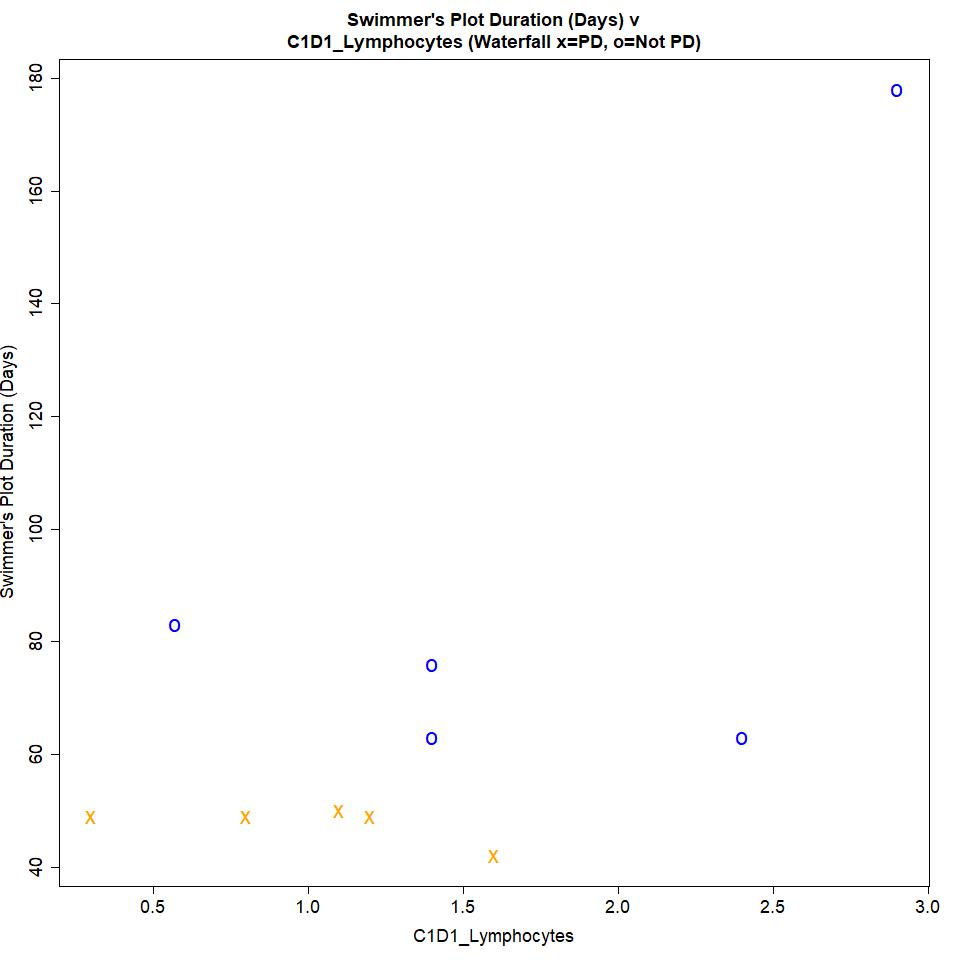 Swimmer's Plot Duration (Days) v
C1D1_Lymphocytes (Waterfall x=PD, o=Not PD)
Swimmer's Plot Duration (Days)
180
160
140
120
100
80
60
40
o
o
o
o
o
x
x
x
x
x
0.5 1.0 1.5 2.0 2.5 3.0
C1D1_Lymphocytes